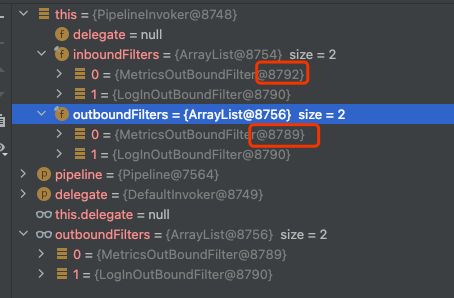 this = {PipelineInvoker@8748}
delegate = null
inboundFilters = {ArrayList@8754} size = 2
0 = {MetricsOutBoundFilter@8792}
1 = {LogInOutBoundFilter@8790}
outboundFilters = {ArrayList@8756} size = 2
0 = {MetricsOutBoundFilter@8789}
1 = {LogInOutBoundFilter@8790}
pipeline = {Pipeline@7564}
delegate = {DefaultInvoker@8749}
this.delegate = null
outboundFilters = {ArrayList@8756} size = 2
0 = {MetricsOutBoundFilter@8789}
1 = {LogInOutBoundFilter@8790}